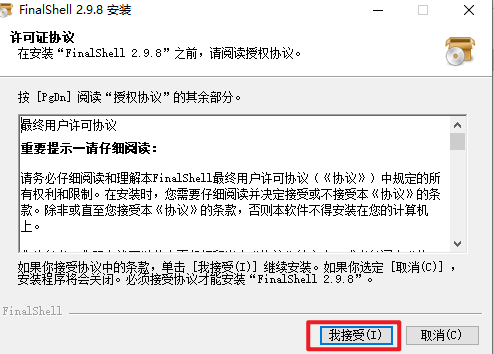 FinalShell 2.9.8 安装
许可证协议
在安装“FinalShell 2.9.8”之前,请阅读授权协议。
按 [PgDn] 阅读“授权协议”的其余部分。
最终用户许可协议
重要提示一请仔细阅读:
请务必仔细阅读和理解本FinalShell最终用户许可协议(《协议》)中规定的所
有权利和限制。在安装时,您需要仔细阅读并决定接受或不接受本《协议》的条
款。除非或直至您接受本《协议》的条款,否则本软件不得安装在您的计算机
上。
如果你接受协议中的条款,单击 [我接受(I)] 继续安装。如果你选定 [取消(C)] ,
安装程序将会关闭。必须接受协议才能安装“FinalShell 2.9.8”。
FinalShell
我接受(I)
取消(C)